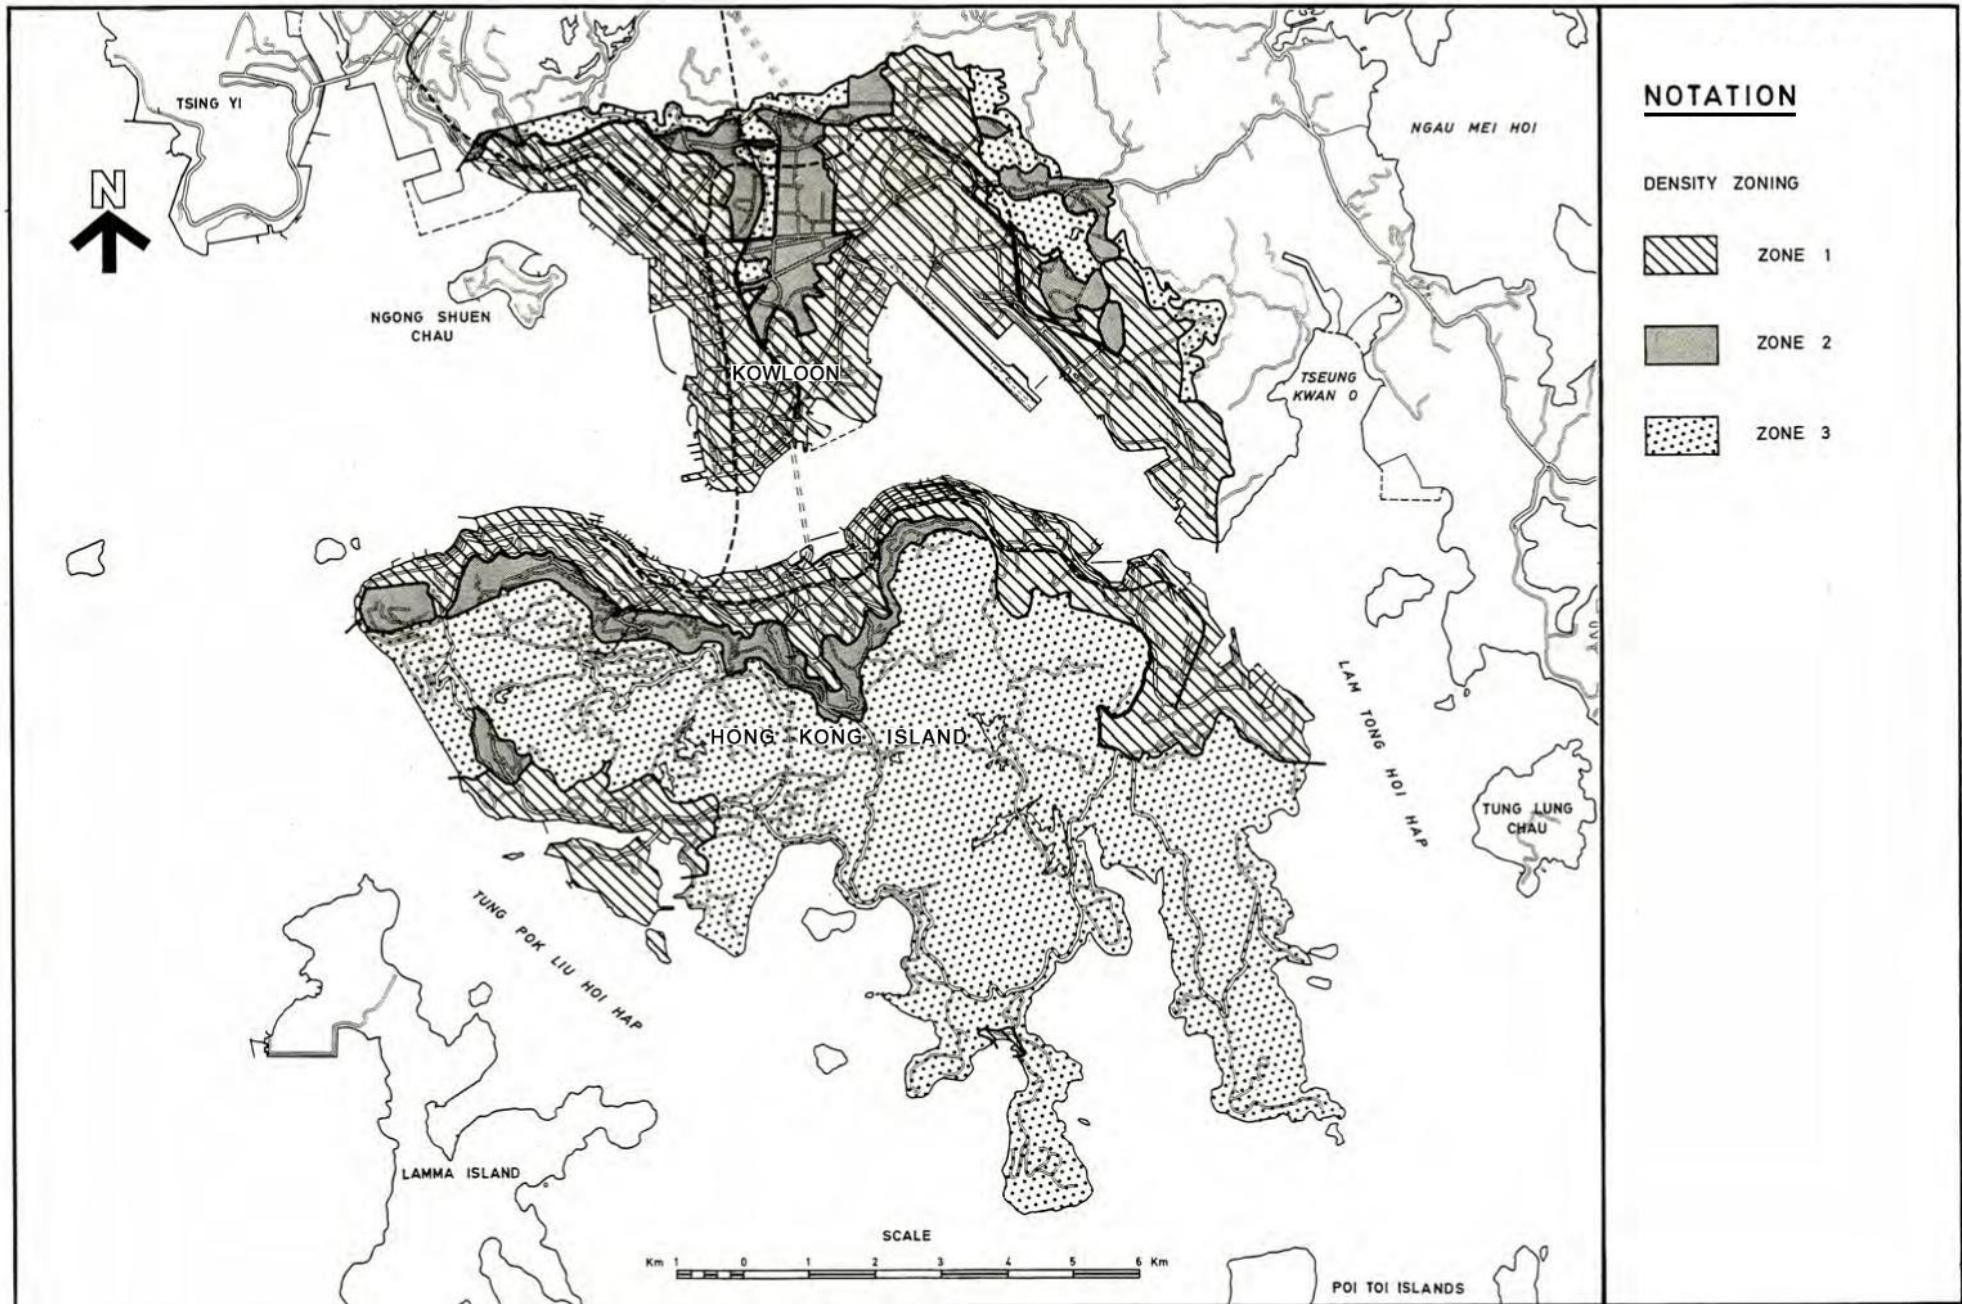 TSING YI
N
NGONG SHUEN
CHAU
KOWLOON
NGAU MEI HOI
TSEUNG
KWAN O
HONG KONG ISLAND
LAM TONG HOI HAP
TUNG LUNG
CHAU
TUNG POK LIU HOI HAP
LAMMA ISLAND
SCALE
Km 1 0 1 2 3 4 5 6 Km
POI TOI ISLANDS
NOTATION
DENSITY ZONING
ZONE 1
ZONE 2
ZONE 3